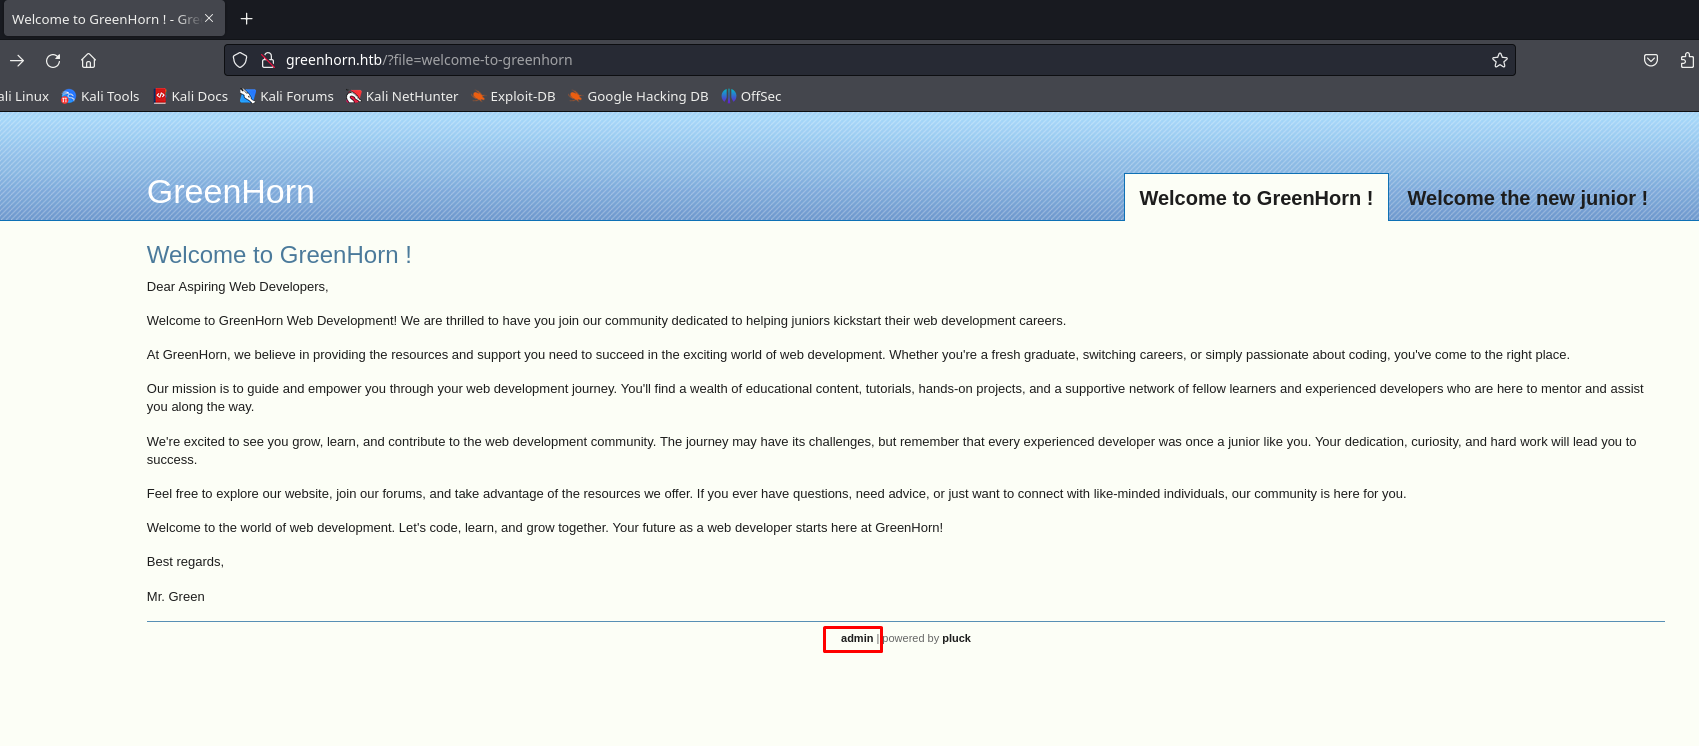 Welcome to GreenHorn ! - Gre
greenhorn.htb/?file=welcome-to-greenhorn
ali Linux Kali Tools Kali Docs Kali Forums Kali NetHunter Exploit-DB Google Hacking DB OffSec
GreenHorn
Welcome to GreenHorn ! Welcome the new junior !
Welcome to GreenHorn !
Dear Aspiring Web Developers,
Welcome to GreenHorn Web Development! We are thrilled to have you join our community dedicated to helping juniors kickstart their web development careers.
At GreenHorn, we believe in providing the resources and support you need to succeed in the exciting world of web development. Whether you're a fresh graduate, switching careers, or simply passionate about coding, you've come to the right place.
Our mission is to guide and empower you through your web development journey. You'll find a wealth of educational content, tutorials, hands-on projects, and a supportive network of fellow learners and experienced developers who are here to mentor and assist
you along the way.
We're excited to see you grow, learn, and contribute to the web development community. The journey may have its challenges, but remember that every experienced developer was once a junior like you. Your dedication, curiosity, and hard work will lead you to
success.
Feel free to explore our website, join our forums, and take advantage of the resources we offer. If you ever have questions, need advice, or just want to connect with like-minded individuals, our community is here for you.
Welcome to the world of web development. Let's code, learn, and grow together. Your future as a web developer starts here at GreenHorn!
Best regards,
Mr. Green
admin | powered by pluck